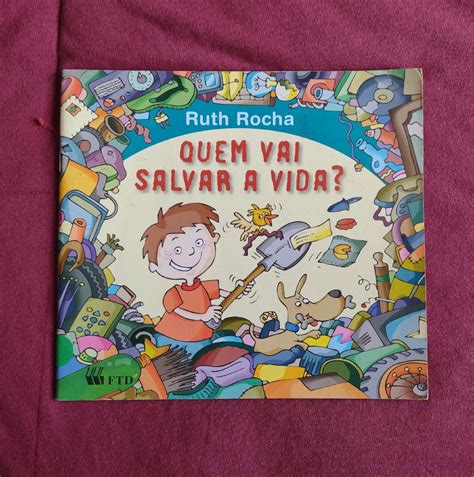 Ruth Rocha
QUEM VAI
SALVAR A VIDA?
FTD